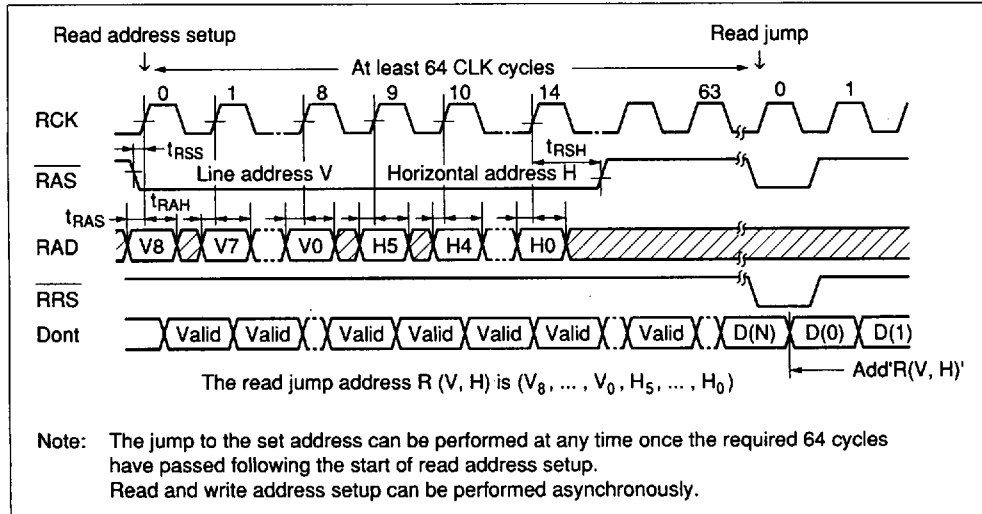 Read address setup
Read jump
At least 64 CLK cycles
0 1 8 9 10 14 63 0 1
RCK
tRSS
tRSH
RAS
Line address V
Horizontal address H
tRAS
tRAH
RAD
V8 V7 V0 H5 H4 H0
RRS
Dont
Valid Valid Valid Valid Valid Valid Valid D(N) D(0) D(1)
The read jump address R (V, H) is (V8, ... , V0, H5, ... , H0)
Add'R(V, H)'
Note: The jump to the set address can be performed at any time once the required 64 cycles
have passed following the start of read address setup.
Read and write address setup can be performed asynchronously.